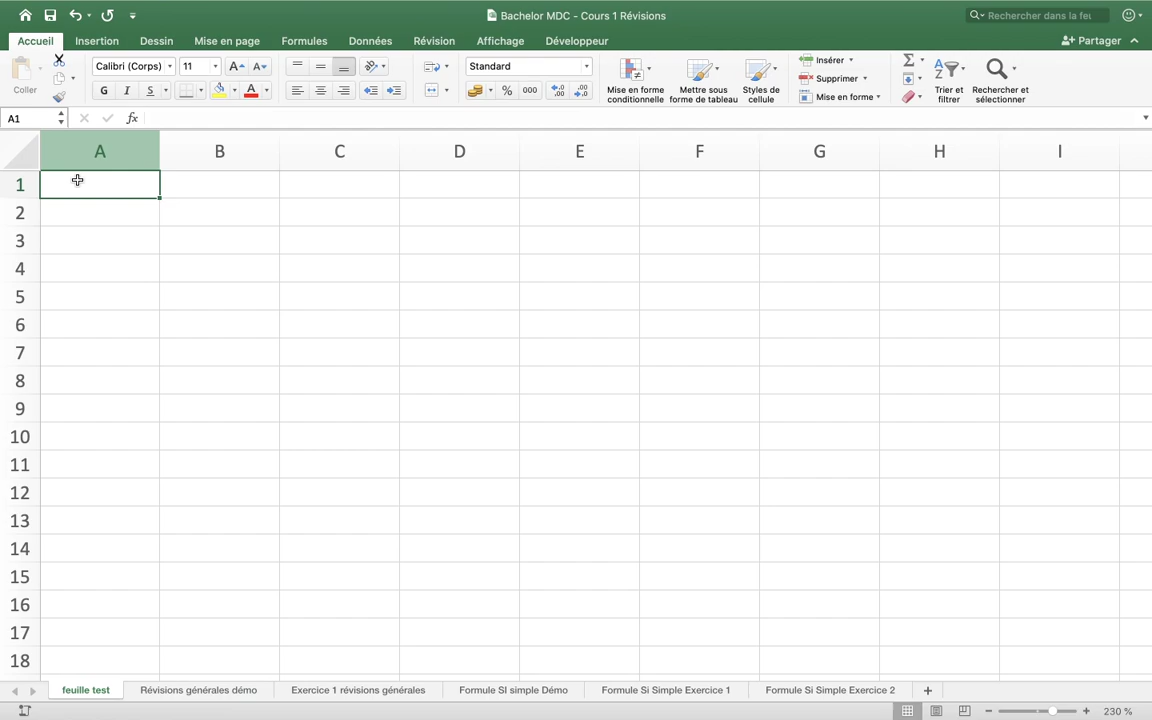 Bachelor MDC - Cours 1 Révisions
Rechercher dans la feu
Accueil Insertion Dessin Mise en page Formules Données Révision Affichage Développeur Partager
Coller
Calibri (Corps) 11
G I S A
Standard
% 000
Mise en forme conditionnelle
Mettre sous forme de tableau
Styles de cellule
Insérer
Supprimer
Mise en forme
Trier et filtrer
Rechercher et sélectionner
A1 fx
A B C D E F G H I
1
2
3
4
5
6
7
8
9
10
11
12
13
14
15
16
17
18
feuille test Révisions générales démo Exercice 1 révisions générales Formule SI simple Démo Formule Si Simple Exercice 1 Formule Si Simple Exercice 2
230 %